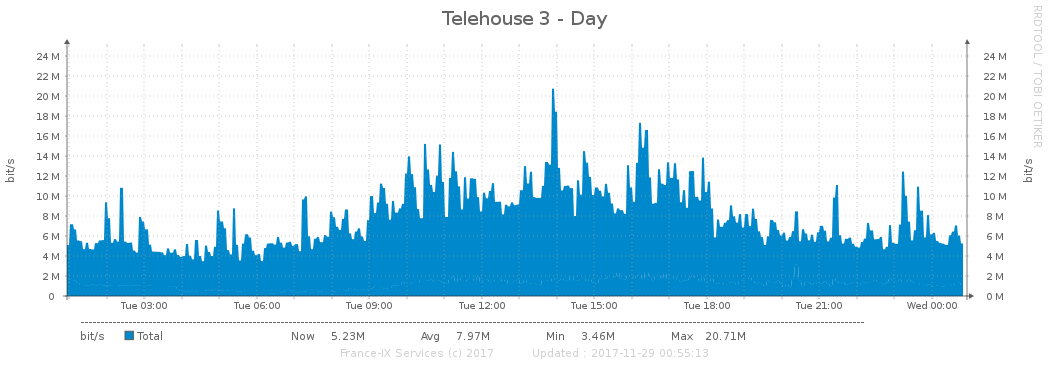 Telehouse 3 - Day
RRDTOOL / TOBI OETIKER
24 M 24 M
22 M 22 M
20 M 20 M
18 M 18 M
16 M 16 M
14 M 14 M
12 M 12 M
10 M 10 M
8 M 8 M
6 M 6 M
4 M 4 M
2 M 2 M
0 0 M
bit/s
bit/s
Tue 03:00 Tue 06:00 Tue 09:00 Tue 12:00 Tue 15:00 Tue 18:00 Tue 21:00 Wed 00:00
bit/s Total Now 5.23M Avg 7.97M Min 3.46M Max 20.71M
France-IX Services (c) 2017 Updated : 2017-11-29 00:55:13